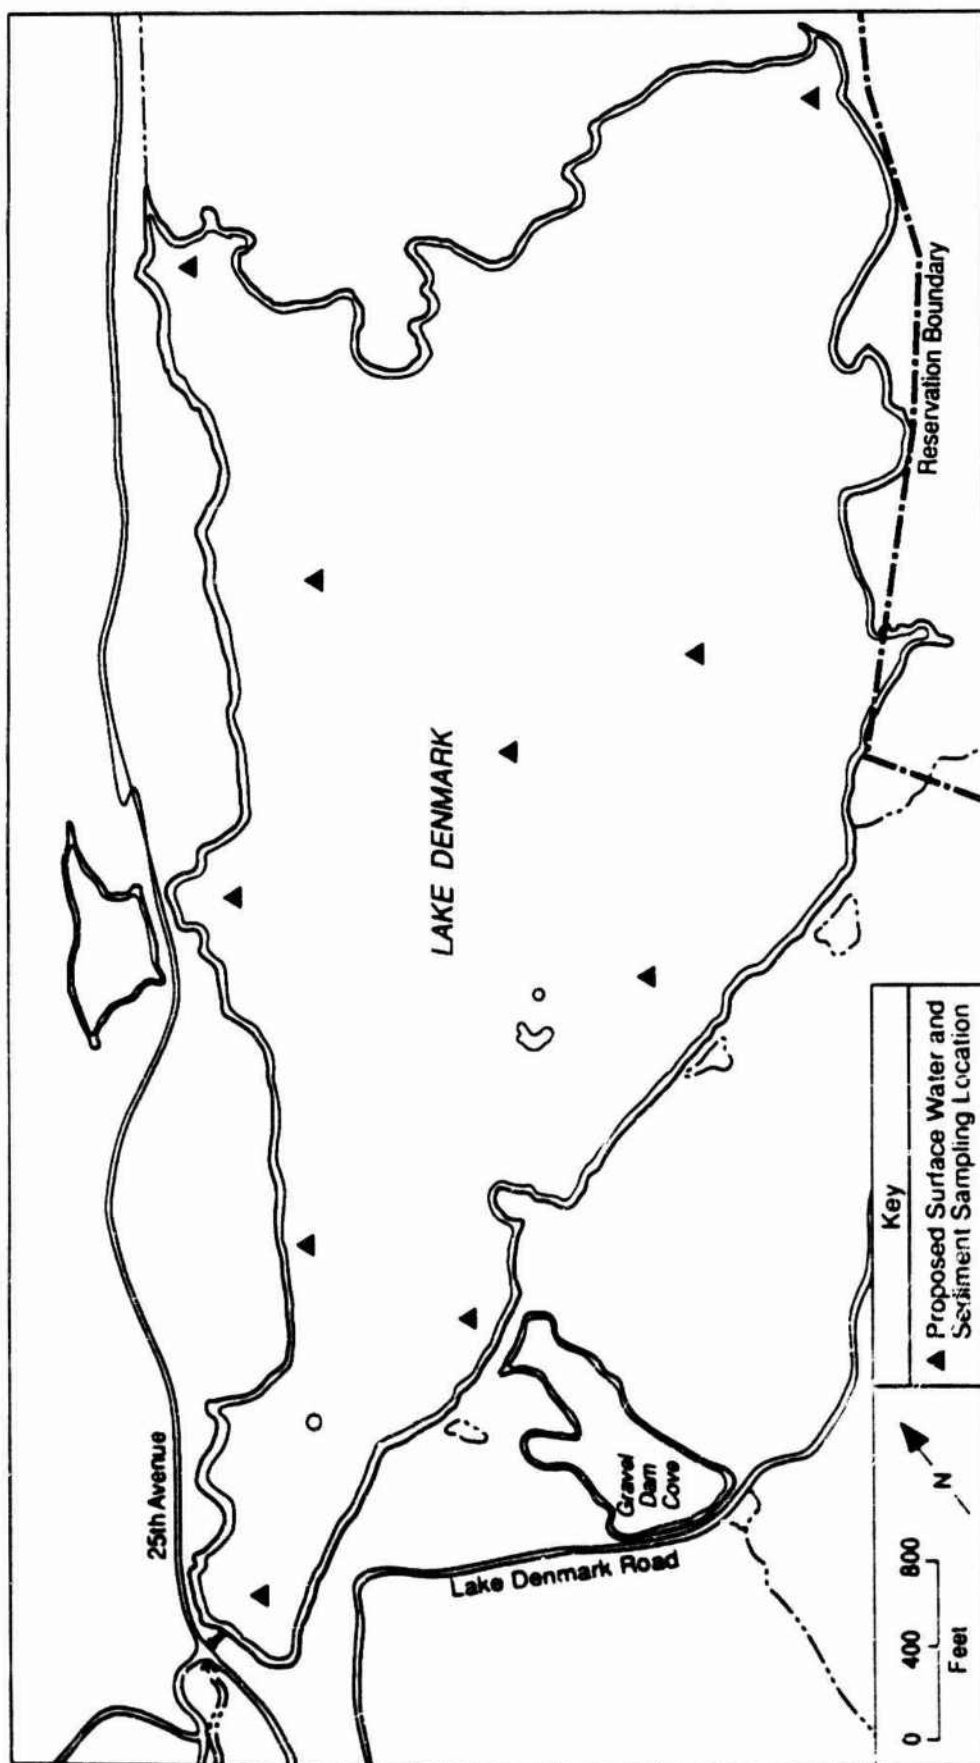 25th Avenue
LAKE DENMARK
Reservation Boundary
Gravel
Dam
Cove
Lake Denmark Road
Key
▲ Proposed Surface Water and
Sediment Sampling Location
0 400 800
Feet
N